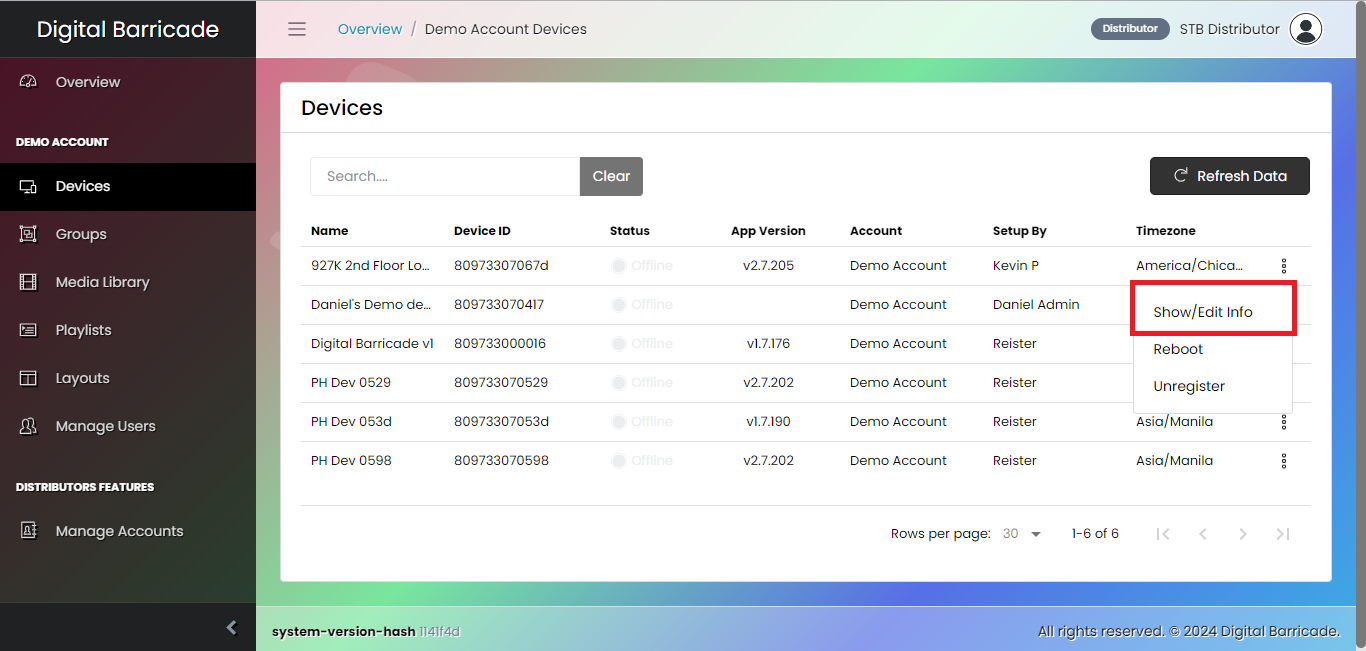 Digital Barricade
Overview / Demo Account Devices
Distributor STB Distributor
Overview
DEMO ACCOUNT
Devices
Groups
Media Library
Playlists
Layouts
Manage Users
DISTRIBUTORS FEATURES
Manage Accounts
Devices
Search.... Clear Refresh Data
Name Device ID Status App Version Account Setup By Timezone
927K 2nd Floor Lo... 80973307067d Offline v2.7.205 Demo Account Kevin P America/Chica...
Daniel's Demo de... 809733070417 Offline Demo Account Daniel Admin
Digital Barricade v1 809733000016 Offline v1.7.176 Demo Account Reister
PH Dev 0529 809733070529 Offline v2.7.202 Demo Account Reister
PH Dev 053d 80973307053d Offline v1.7.190 Demo Account Reister Asia/Manila
PH Dev 0598 809733070598 Offline v2.7.202 Demo Account Reister Asia/Manila
Show/Edit Info
Reboot
Unregister
Rows per page: 30 1-6 of 6
system-version-hash 1141f4d
All rights reserved. © 2024 Digital Barricade.